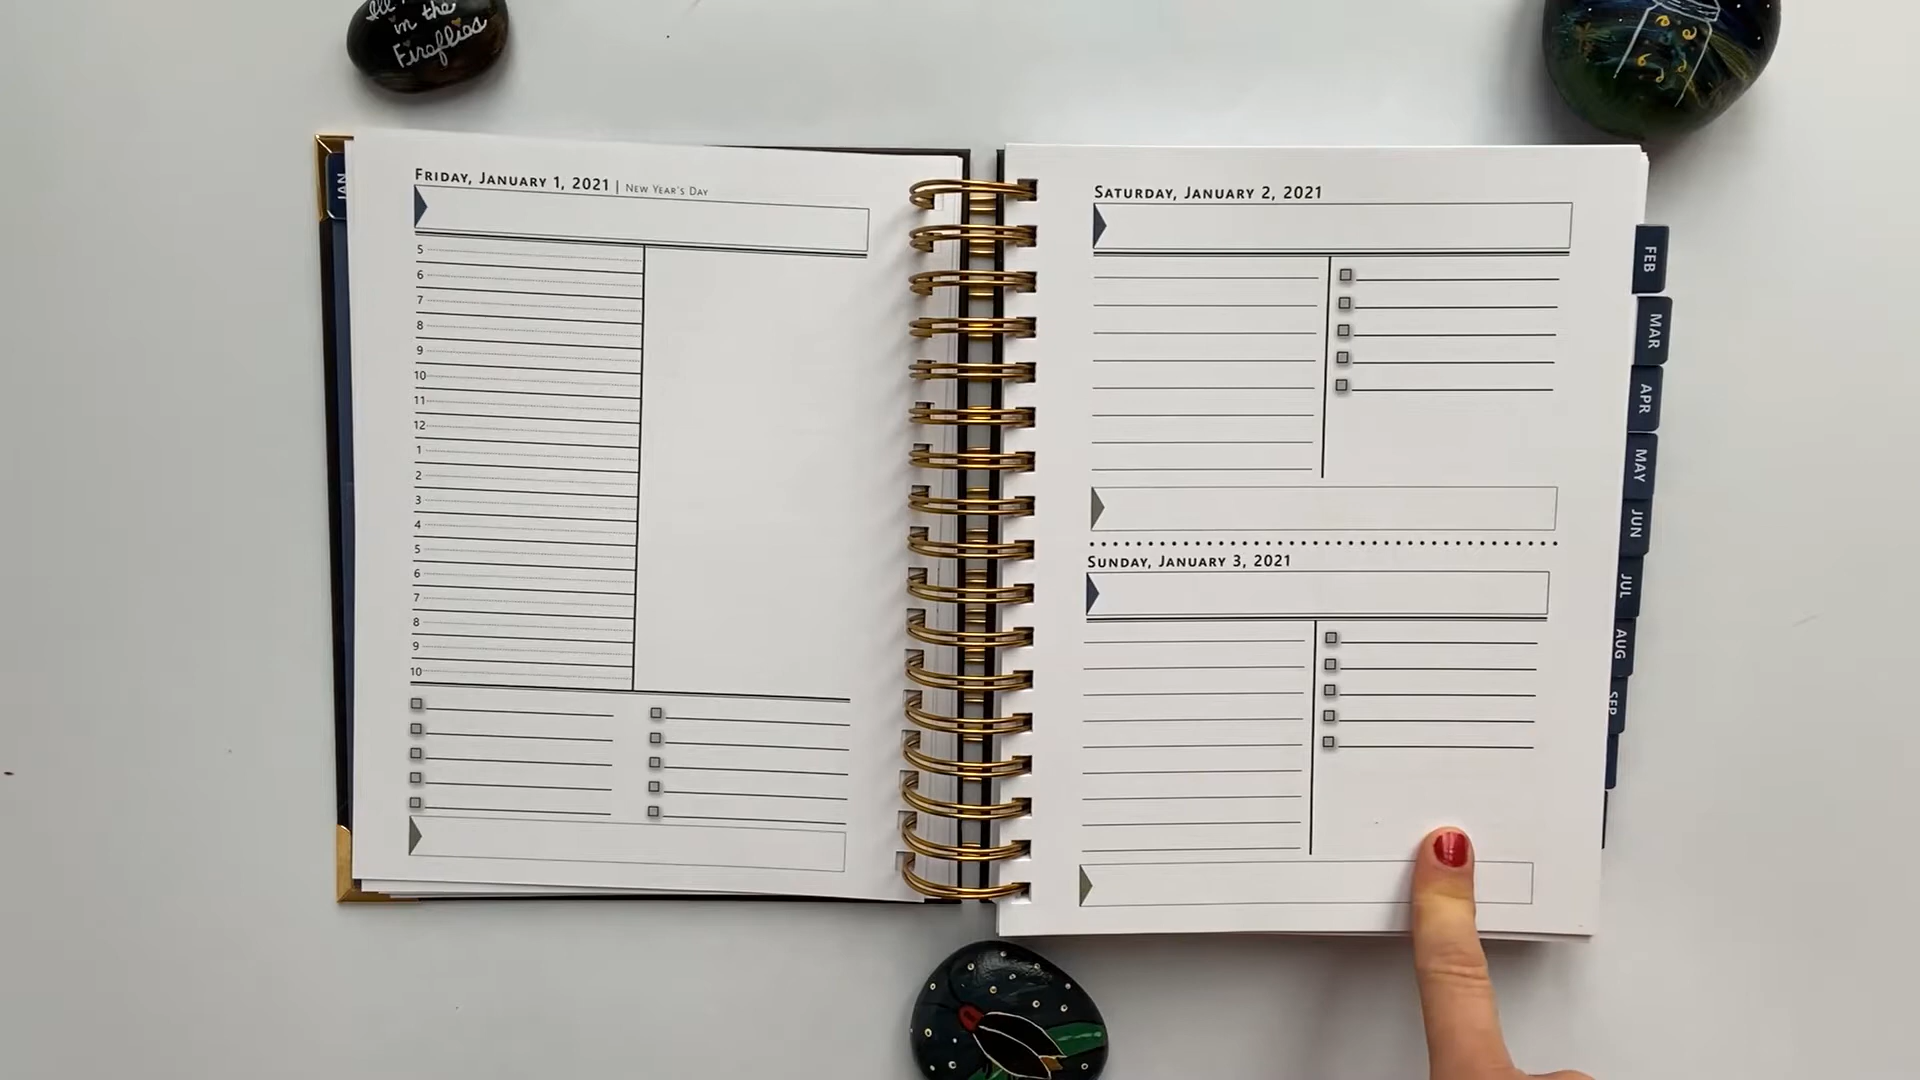 in the
Fireflies
JAN
FRIDAY, JANUARY 1, 2021 | NEW YEAR'S DAY
5
6
7
8
9
10
11
12
1
2
3
4
5
6
7
8
9
10
SATURDAY, JANUARY 2, 2021
SUNDAY, JANUARY 3, 2021
FEB
MAR
APR
MAY
JUN
JUL
AUG
SEP